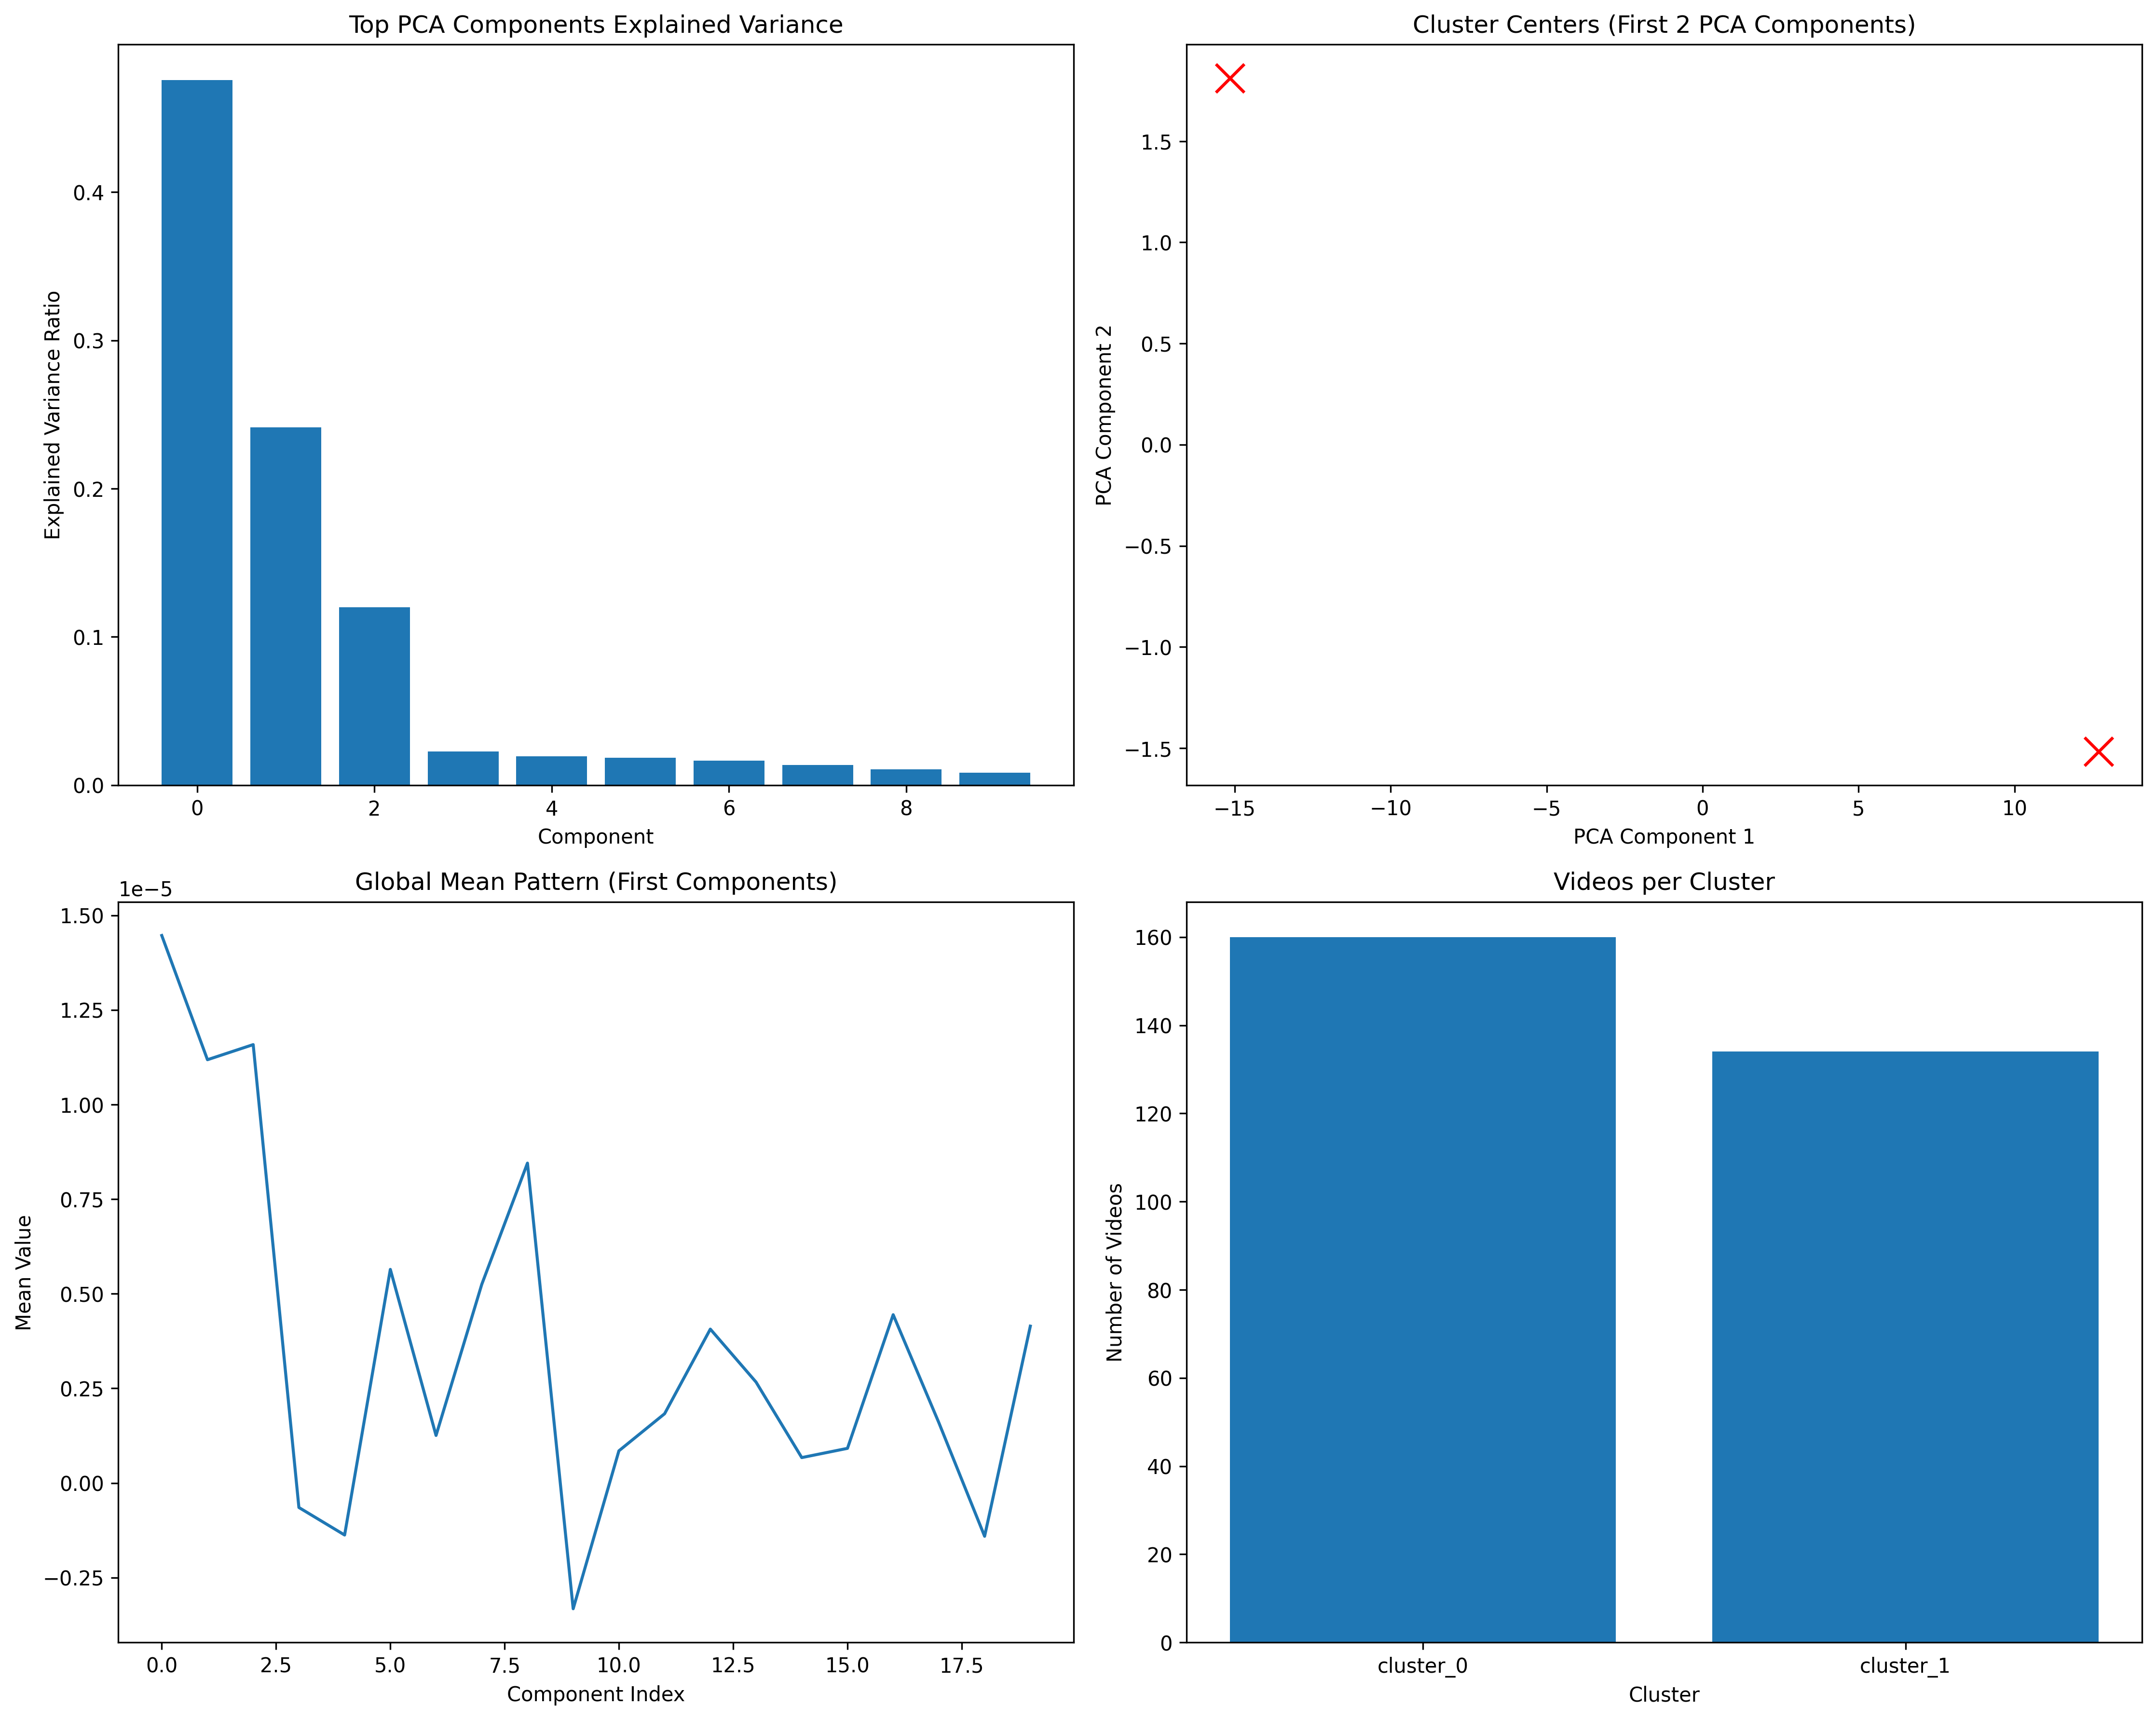 Top PCA Components Explained Variance
Explained Variance Ratio
0.4
0.3
0.2
0.1
0.0
0 2 4 6 8
Component
Cluster Centers (First 2 PCA Components)
PCA Component 2
1.5
1.0
0.5
0.0
−0.5
−1.0
−1.5
−15 −10 −5 0 5 10
PCA Component 1
Global Mean Pattern (First Components)
1e−5
Mean Value
1.50
1.25
1.00
0.75
0.50
0.25
0.00
−0.25
0.0 2.5 5.0 7.5 10.0 12.5 15.0 17.5
Component Index
Videos per Cluster
Number of Videos
160
140
120
100
80
60
40
20
0
cluster_0 cluster_1
Cluster